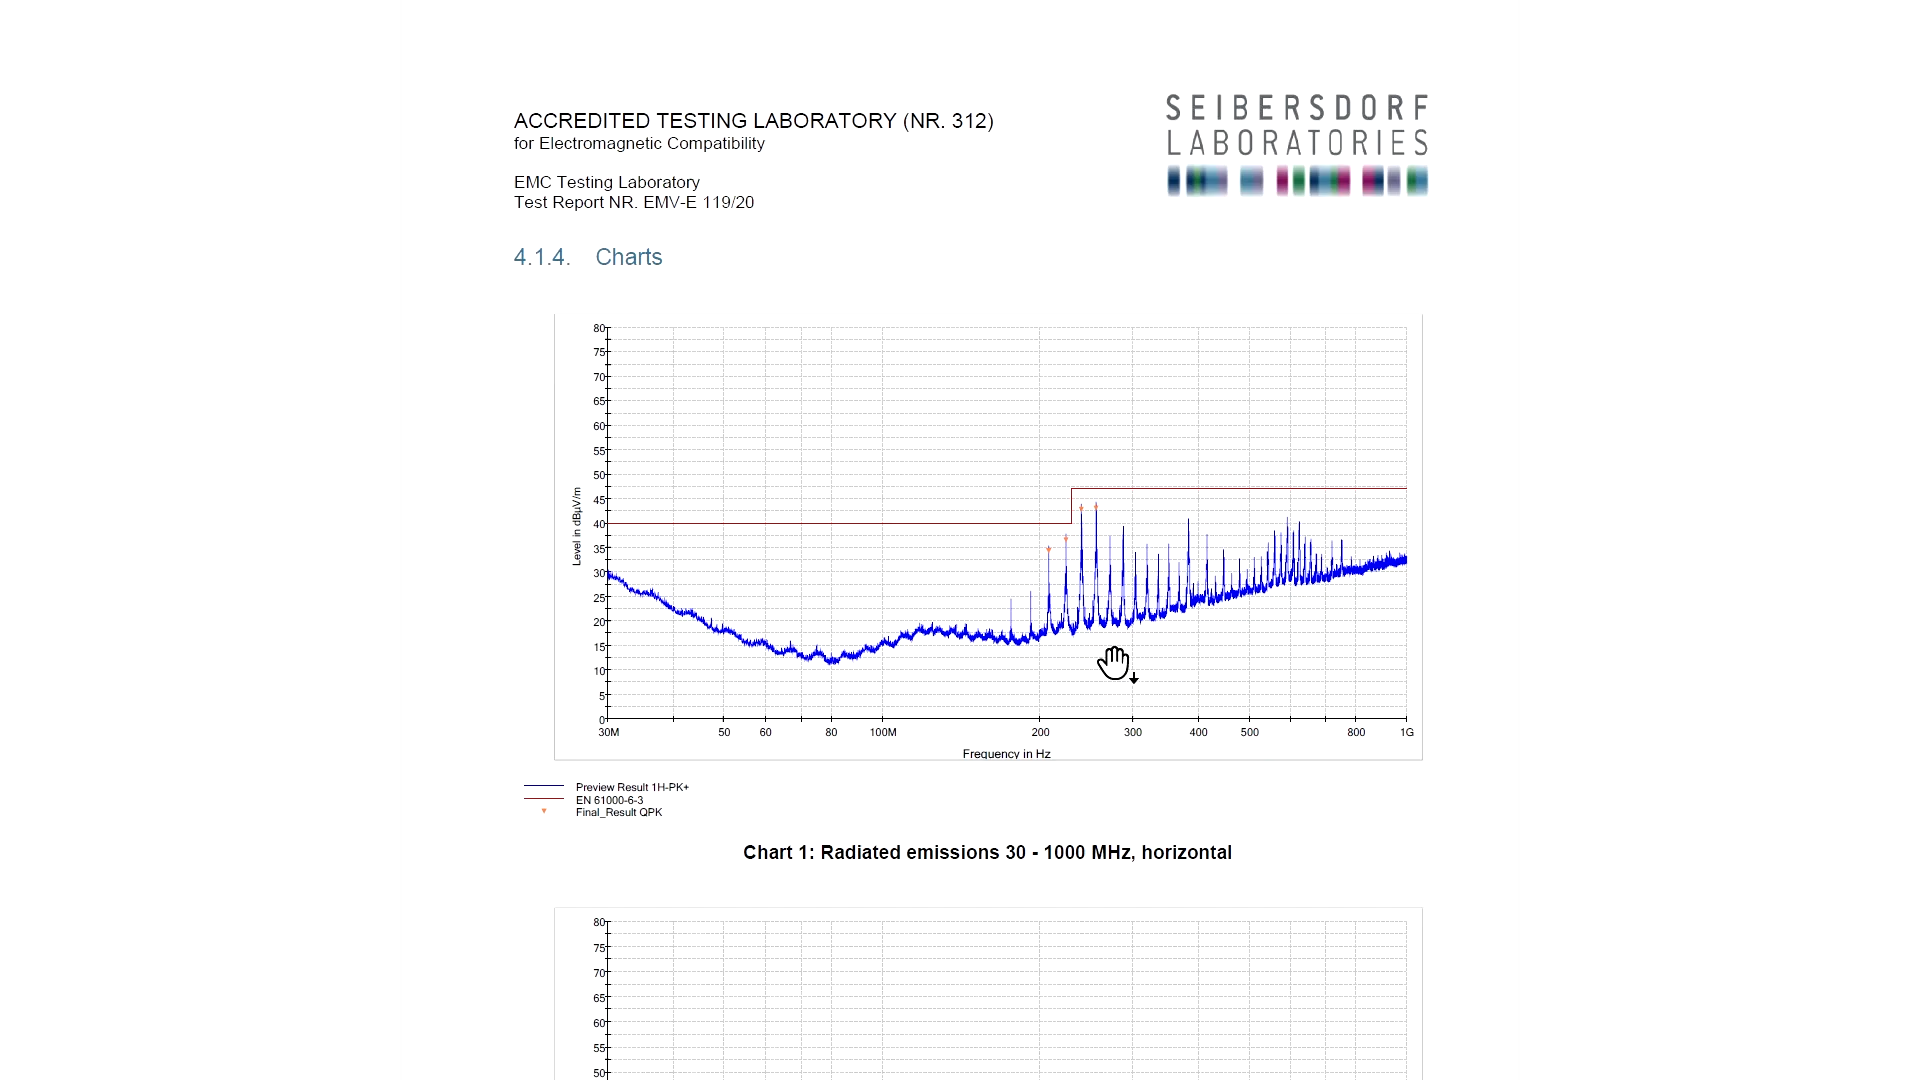 ACCREDITED TESTING LABORATORY (NR. 312)
for Electromagnetic Compatibility
EMC Testing Laboratory
Test Report NR. EMV-E 119/20
SEIBERSDORF
LABORATORIES
4.1.4. Charts
80
75
70
65
60
55
50
45
40
35
30
25
20
15
10
5
0
Level in dBµV/m
30M 50 60 80 100M 200 300 400 500 800 1G
Frequency in Hz
Preview Result 1H-PK+
EN 61000-6-3
Final_Result QPK
Chart 1: Radiated emissions 30 - 1000 MHz, horizontal
80
75
70
65
60
55
50